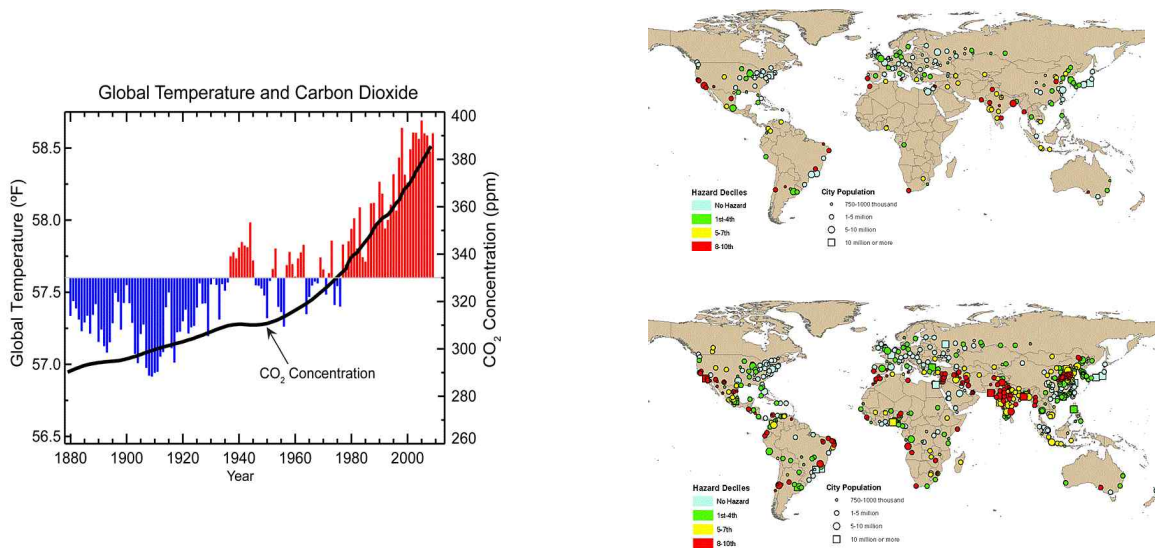 Global Temperature and Carbon Dioxide
Global Temperature (ºF)
58.5
58.0
57.5
57.0
56.5
400
380
360
340
320
300
280
260
CO2 Concentration (ppm)
CO2 Concentration
1880
1900
1920
1940
1960
1980
2000
Year
Hazard Deciles
No Hazard
1st-4th
5-7th
8-10th
City Population
750-1000 thousand
1-5 million
5-10 million
10 million or more
Hazard Deciles
No Hazard
1st-4th
5-7th
8-10th
City Population
750-1000 thousand
1-5 million
5-10 million
10 million or more